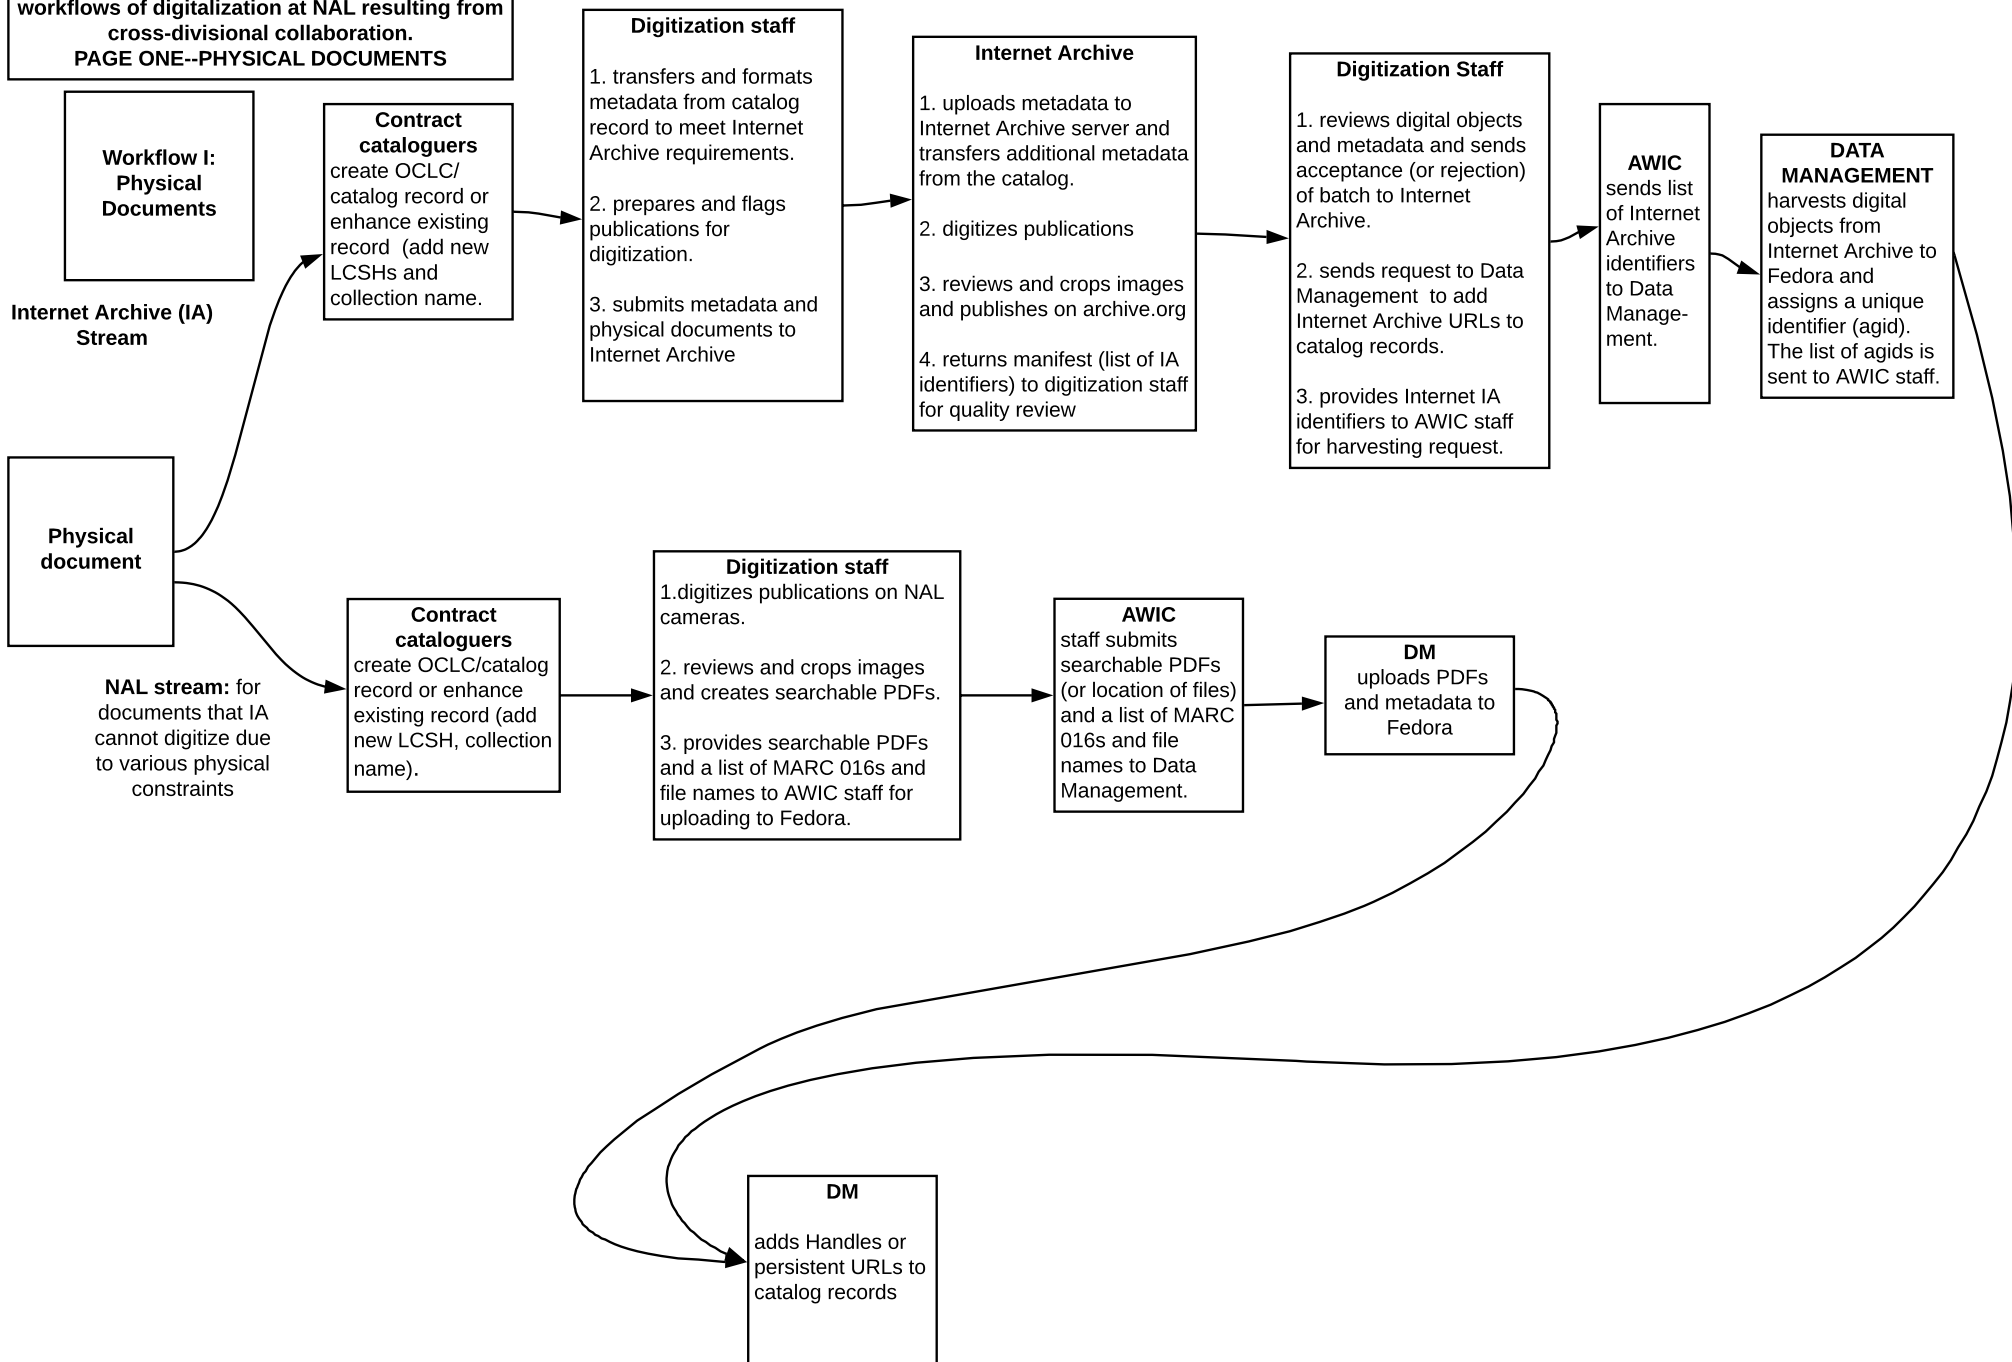 workflows of digitalization at NAL resulting from
cross-divisional collaboration.
PAGE ONE--PHYSICAL DOCUMENTS
Workflow I:
Physical
Documents
Internet Archive (IA)
Stream
Contract
cataloguers
create OCLC/
catalog record or
enhance existing
record  (add new
LCSHs and
collection name.
Digitization staff
1. transfers and formats
metadata from catalog
record to meet Internet
Archive requirements.
2. prepares and flags
publications for
digitization.
3. submits metadata and
physical documents to
Internet Archive
Internet Archive
1. uploads metadata to
Internet Archive server and
transfers additional metadata
from the catalog.
2. digitizes publications
3. reviews and crops images
and publishes on archive.org
4. returns manifest (list of IA
identifiers) to digitization staff
for quality review
Digitization Staff
1. reviews digital objects
and metadata and sends
acceptance (or rejection)
of batch to Internet
Archive.
2. sends request to Data
Management  to add
Internet Archive URLs to
catalog records.
3. provides Internet IA
identifiers to AWIC staff
for harvesting request.
AWIC
sends list
of Internet
Archive
identifiers
to Data
Manage-
ment.
DATA
MANAGEMENT
harvests digital
objects from
Internet Archive to
Fedora and
assigns a unique
identifier (agid).
The list of agids is
sent to AWIC staff.
Physical
document
NAL stream: for
documents that IA
cannot digitize due
to various physical
constraints
Contract
cataloguers
create OCLC/catalog
record or enhance
existing record (add
new LCSH, collection
name).
Digitization staff
1.digitizes publications on NAL
cameras.
2. reviews and crops images
and creates searchable PDFs.
3. provides searchable PDFs
and a list of MARC 016s and
file names to AWIC staff for
uploading to Fedora.
AWIC
staff submits
searchable PDFs
(or location of files)
and a list of MARC
016s and file
names to Data
Management.
DM
uploads PDFs
and metadata to
Fedora
DM
adds Handles or
persistent URLs to
catalog records